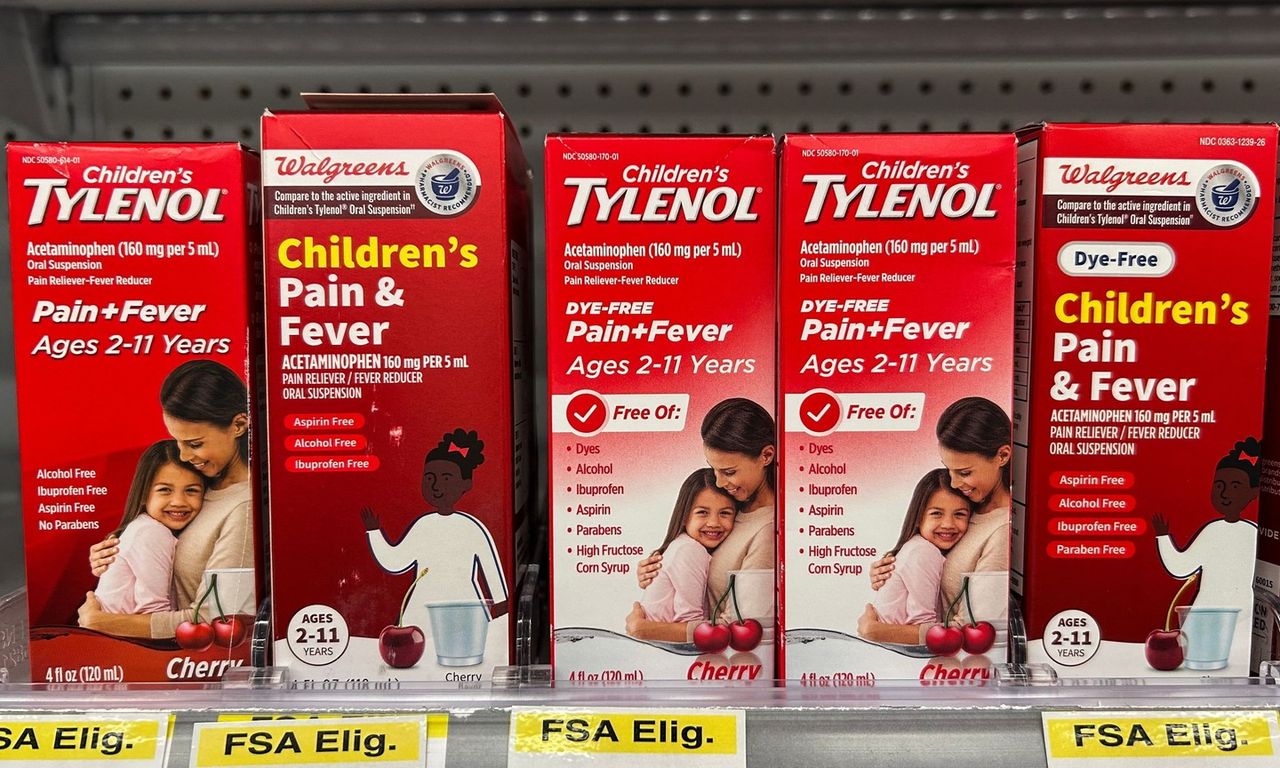 NDC 50580-614-01
Children's
TYLENOL®
Acetaminophen (160 mg per 5 mL)
Oral Suspension
Pain Reliever-Fever Reducer
Pain+Fever
Ages 2-11 Years
Alcohol Free
Ibuprofen Free
Aspirin Free
No Parabens
4 fl oz (120 mL)
Cherry
Walgreens
Compare to the active ingredient in
Children's Tylenol® Oral Suspension††
WALGREENS
PHARMACIST RECOMMENDED
Children's
Pain &
Fever
ACETAMINOPHEN 160 mg PER 5 mL
PAIN RELIEVER / FEVER REDUCER
ORAL SUSPENSION
Aspirin Free
Alcohol Free
Ibuprofen Free
AGES
2-11
YEARS
Cherry
NDC 50580-170-01
Children's
TYLENOL®
Acetaminophen (160 mg per 5 mL)
Oral Suspension
Pain Reliever-Fever Reducer
DYE-FREE
Pain+Fever
Ages 2-11 Years
Free Of:
• Dyes
• Alcohol
• Ibuprofen
• Aspirin
• Parabens
• High Fructose
Corn Syrup
4 fl oz (120 mL)
Cherry
NDC 50580-170-01
Children's
TYLENOL®
Acetaminophen (160 mg per 5 mL)
Oral Suspension
Pain Reliever-Fever Reducer
DYE-FREE
Pain+Fever
Ages 2-11 Years
Free Of:
• Dyes
• Alcohol
• Ibuprofen
• Aspirin
• Parabens
• High Fructose
Corn Syrup
4 fl oz (120 mL)
Cherry
NDC 0363-1239-26
Walgreens
Compare to the active ingredient in
Children's Tylenol® Oral Suspension††
WALGREENS
PHARMACIST RECOMMENDED
Dye-Free
Children's
Pain
& Fever
ACETAMINOPHEN 160 mg PER 5 mL
PAIN RELIEVER / FEVER REDUCER
ORAL SUSPENSION
Aspirin Free
Alcohol Free
Ibuprofen Free
Paraben Free
AGES
2-11
YEARS
SA Elig.
FSA Elig.
FSA Elig.
FSA Elig.